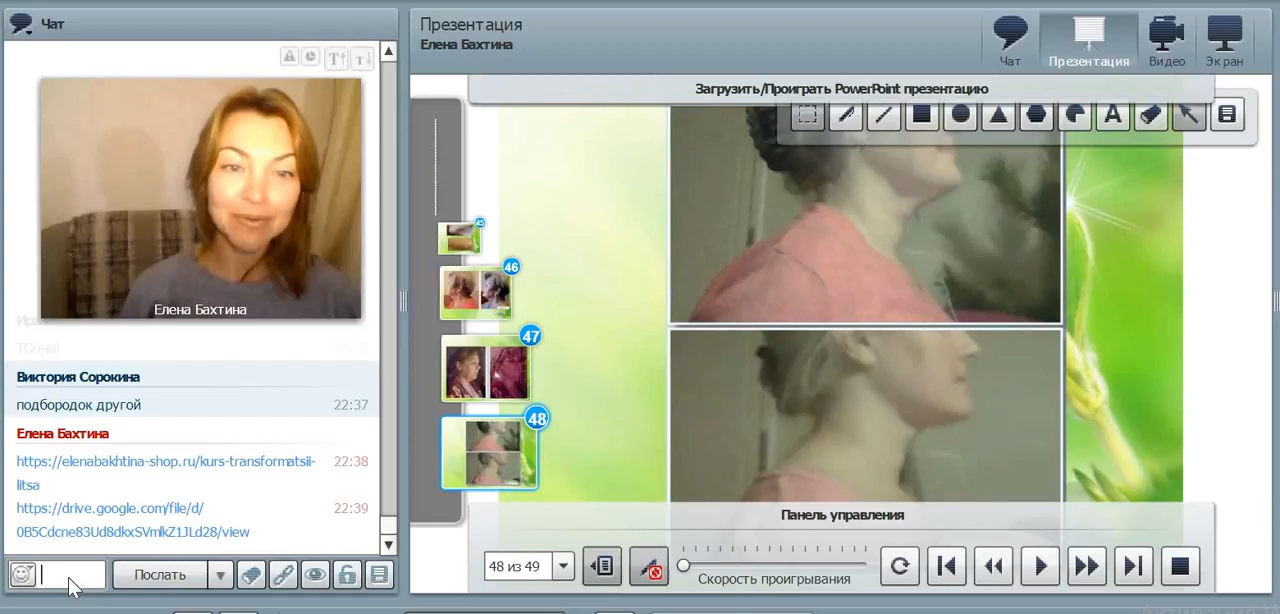 Чат
Елена Бахтина
ТОчна!
Виктория Сорокина
подбородок другой 22:37
Елена Бахтина
https://elenabakhtina-shop.ru/kurs-transformatsii- 22:38
litsa
https://drive.google.com/file/d/ 22:39
0B5Cdcne83Ud8dkxSVmlkZ1JLd28/view
Послать
Презентация
Елена Бахтина
Чат
Презентация
Видео
Экран
Загрузить/Проиграть PowerPoint презентацию
A
45
46
47
48
Панель управления
48 из 49
Скорость проигрывания